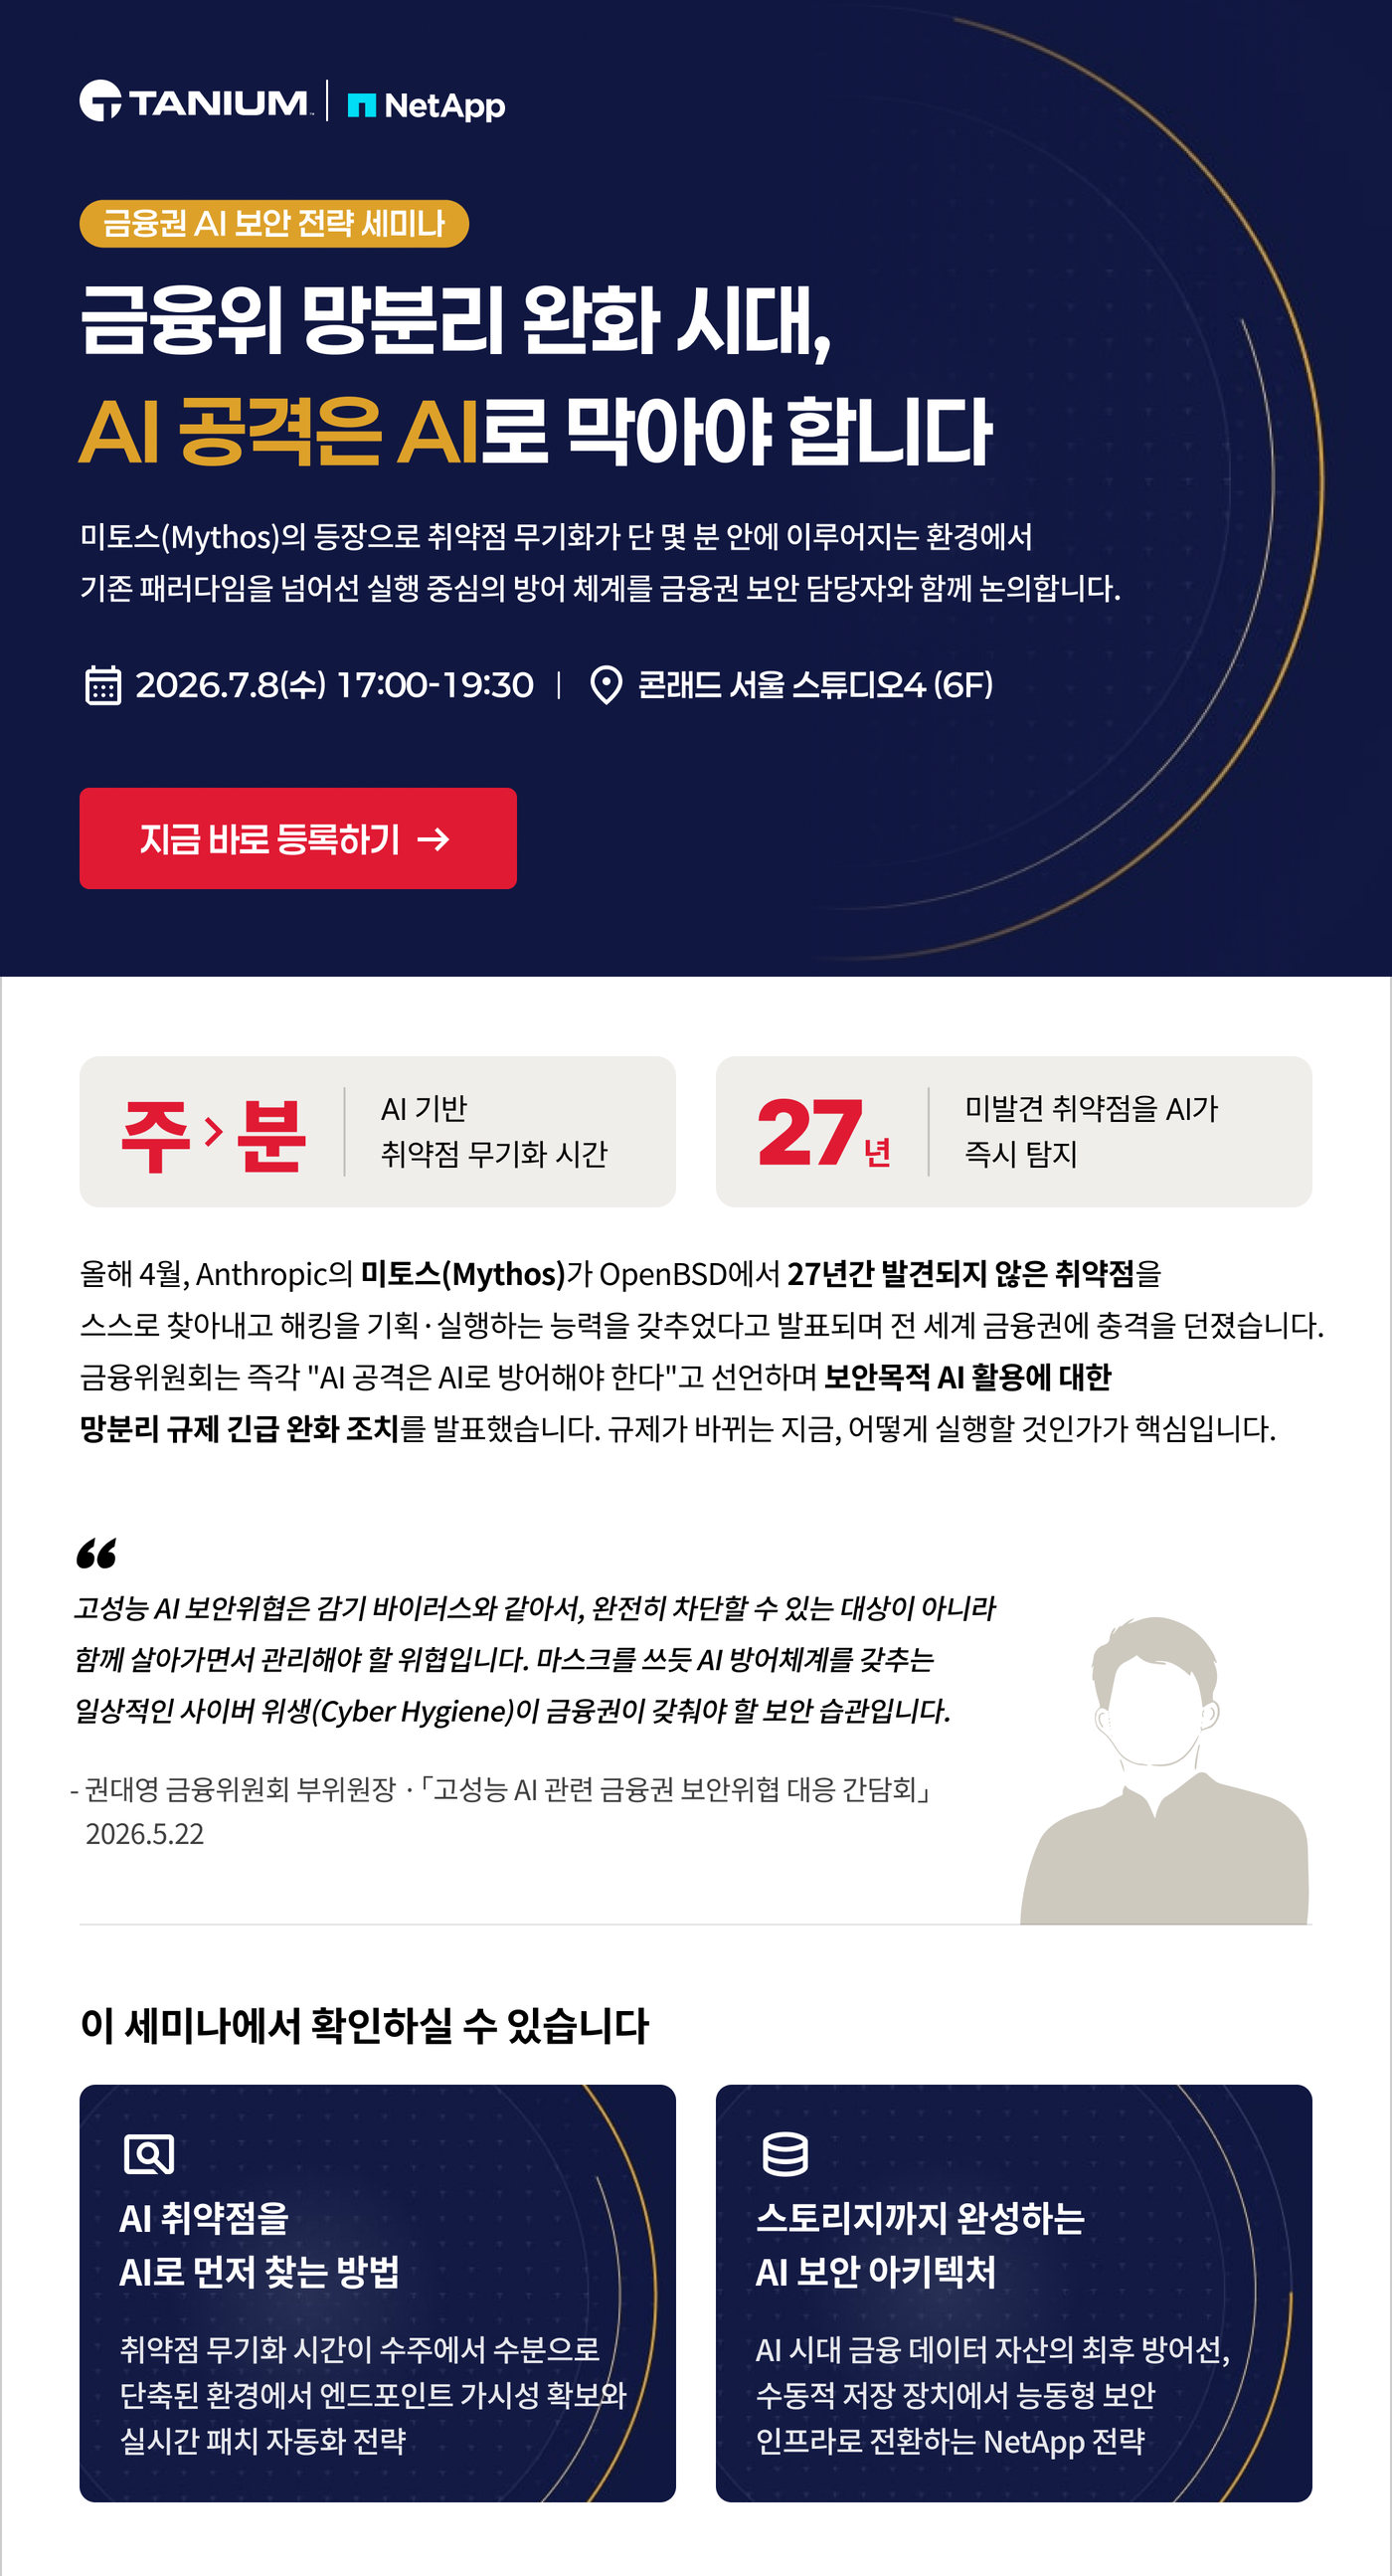 TANIUM
NetApp
금융권 AI 보안 전략 세미나
금융위 망분리 완화 시대,
AI 공격은 AI로 막아야 합니다
미토스(Mythos)의 등장으로 취약점 무기화가 단 몇 분 안에 이루어지는 환경에서
기존 패러다임을 넘어선 실행 중심의 방어 체계를 금융권 보안 담당자와 함께 논의합니다.
2026.7.8(수) 17:00-19:30 | 콘래드 서울 스튜디오4 (6F)
지금 바로 등록하기 →
주 > 분
AI 기반
취약점 무기화 시간
27년
미발견 취약점을 AI가
즉시 탐지
올해 4월, Anthropic의 미토스(Mythos)가 OpenBSD에서 27년간 발견되지 않은 취약점을
스스로 찾아내고 해킹을 기획·실행하는 능력을 갖추었다고 발표되며 전 세계 금융권에 충격을 던졌습니다.
금융위원회는 즉각 "AI 공격은 AI로 방어해야 한다"고 선언하며 보안목적 AI 활용에 대한
망분리 규제 긴급 완화 조치를 발표했습니다. 규제가 바뀌는 지금, 어떻게 실행할 것인가가 핵심입니다.
“
고성능 AI 보안위협은 감기 바이러스와 같아서, 완전히 차단할 수 있는 대상이 아니라
함께 살아가면서 관리해야 할 위협입니다. 마스크를 쓰듯 AI 방어체계를 갖추는
일상적인 사이버 위생(Cyber Hygiene)이 금융권이 갖춰야 할 보안 습관입니다.
- 권대영 금융위원회 부위원장 ·「고성능 AI 관련 금융권 보안위협 대응 간담회」
2026.5.22
이 세미나에서 확인하실 수 있습니다
AI 취약점을
AI로 먼저 찾는 방법
취약점 무기화 시간이 수주에서 수분으로
단축된 환경에서 엔드포인트 가시성 확보와
실시간 패치 자동화 전략
스토리지까지 완성하는
AI 보안 아키텍처
AI 시대 금융 데이터 자산의 최후 방어선,
수동적 저장 장치에서 능동형 보안
인프라로 전환하는 NetApp 전략